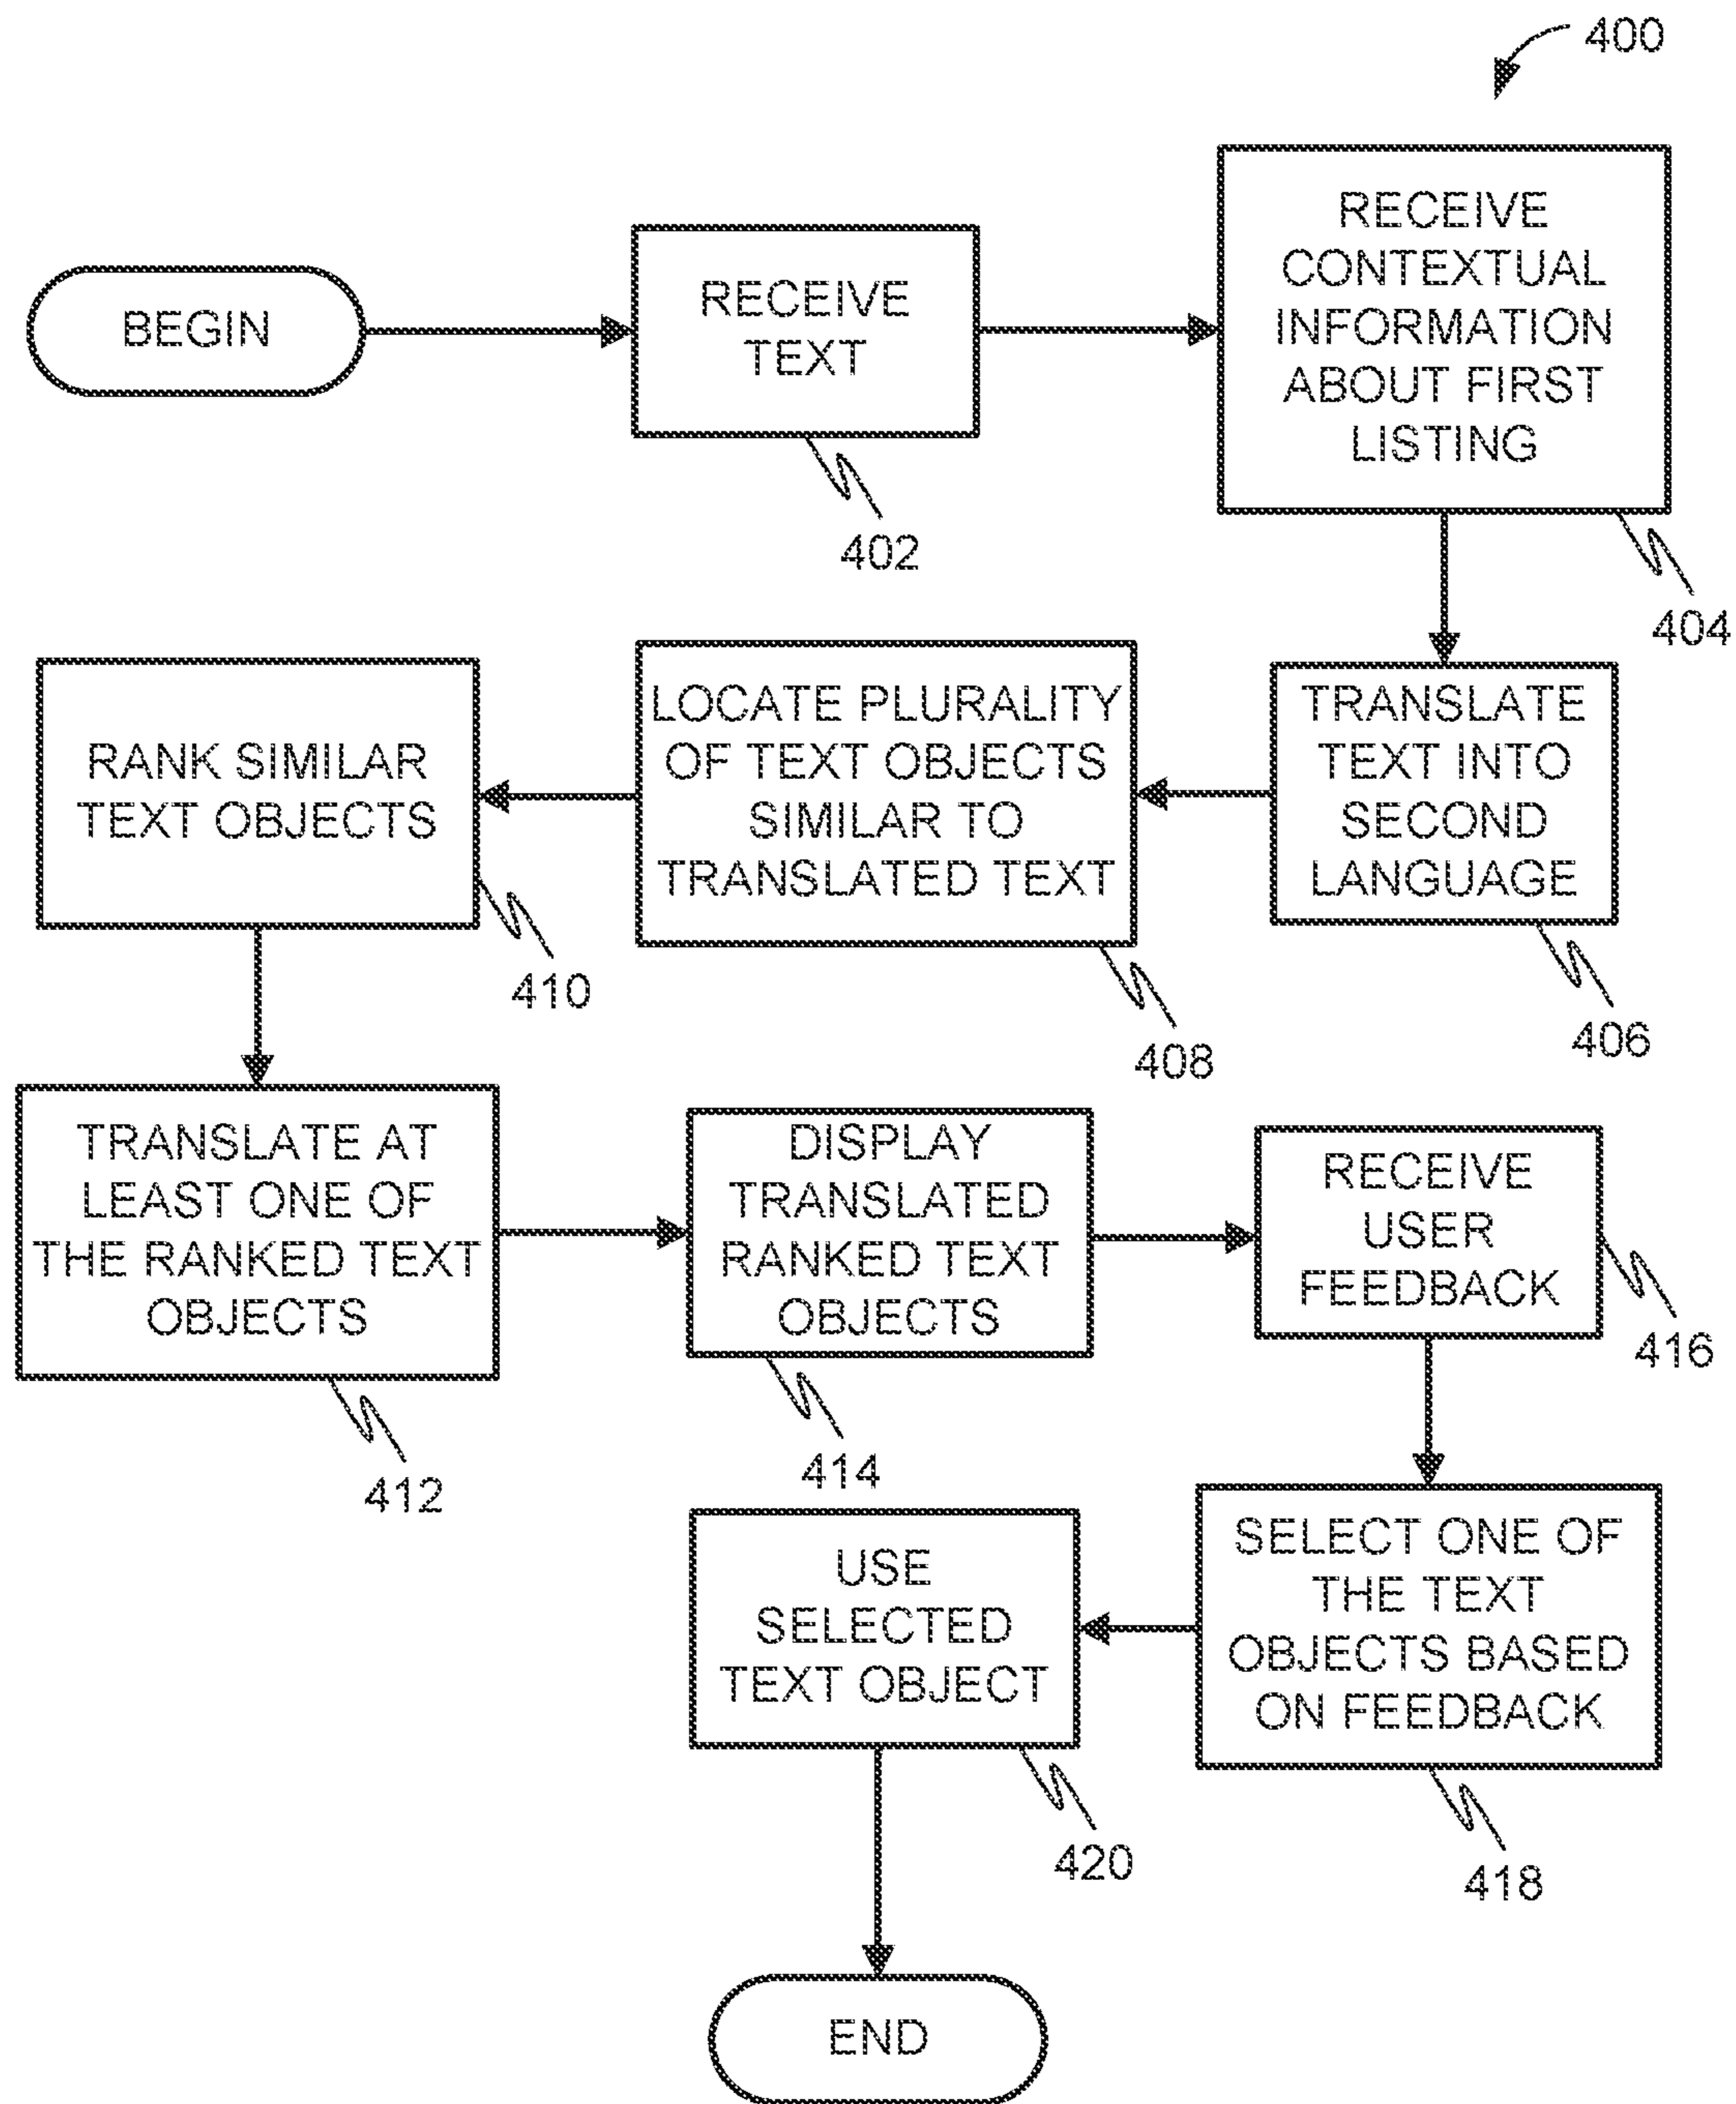 400
BEGIN
RECEIVE
TEXT
402
RECEIVE
CONTEXTUAL
INFORMATION
ABOUT FIRST
LISTING
404
TRANSLATE
TEXT INTO
SECOND
LANGUAGE
406
LOCATE PLURALITY
OF TEXT OBJECTS
SIMILAR TO
TRANSLATED TEXT
408
RANK SIMILAR
TEXT OBJECTS
410
TRANSLATE AT
LEAST ONE OF
THE RANKED TEXT
OBJECTS
412
DISPLAY
TRANSLATED
RANKED TEXT
OBJECTS
414
RECEIVE
USER
FEEDBACK
416
SELECT ONE OF
THE TEXT
OBJECTS BASED
ON FEEDBACK
418
USE
SELECTED
TEXT OBJECT
420
END